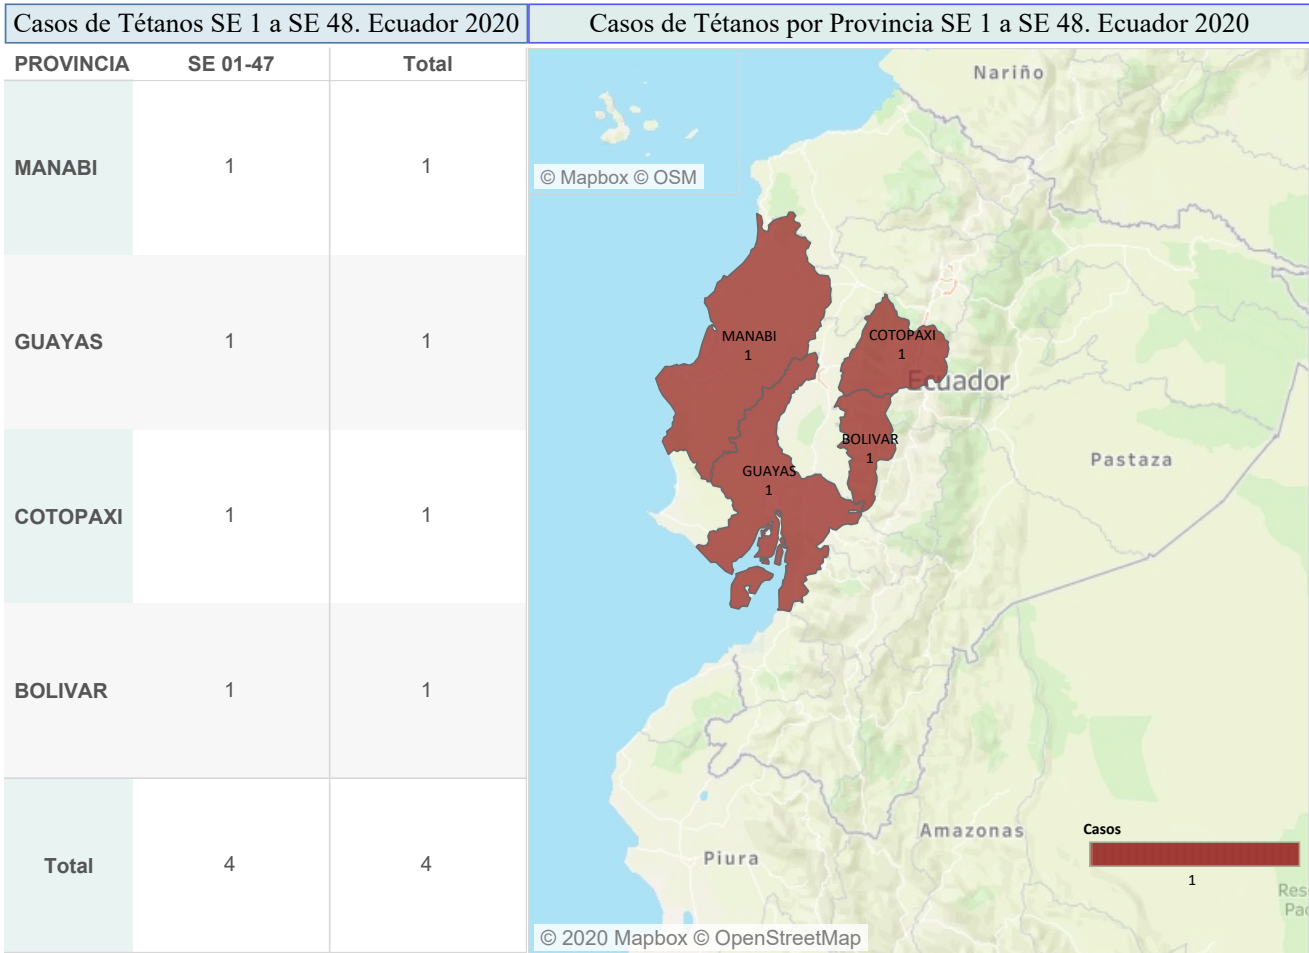 Casos de Tétanos SE 1 a SE 48. Ecuador 2020
PROVINCIA SE 01-47 Total
MANABI 1 1
GUAYAS 1 1
COTOPAXI 1 1
BOLIVAR 1 1
Total 4 4
Casos de Tétanos por Provincia SE 1 a SE 48. Ecuador 2020
Nariño
© Mapbox © OSM
MANABI
1
COTOPAXI
1
Ecuador
BOLIVAR
1
Pastaza
GUAYAS
1
Amazonas
Piura
Casos
1
© 2020 Mapbox © OpenStreetMap